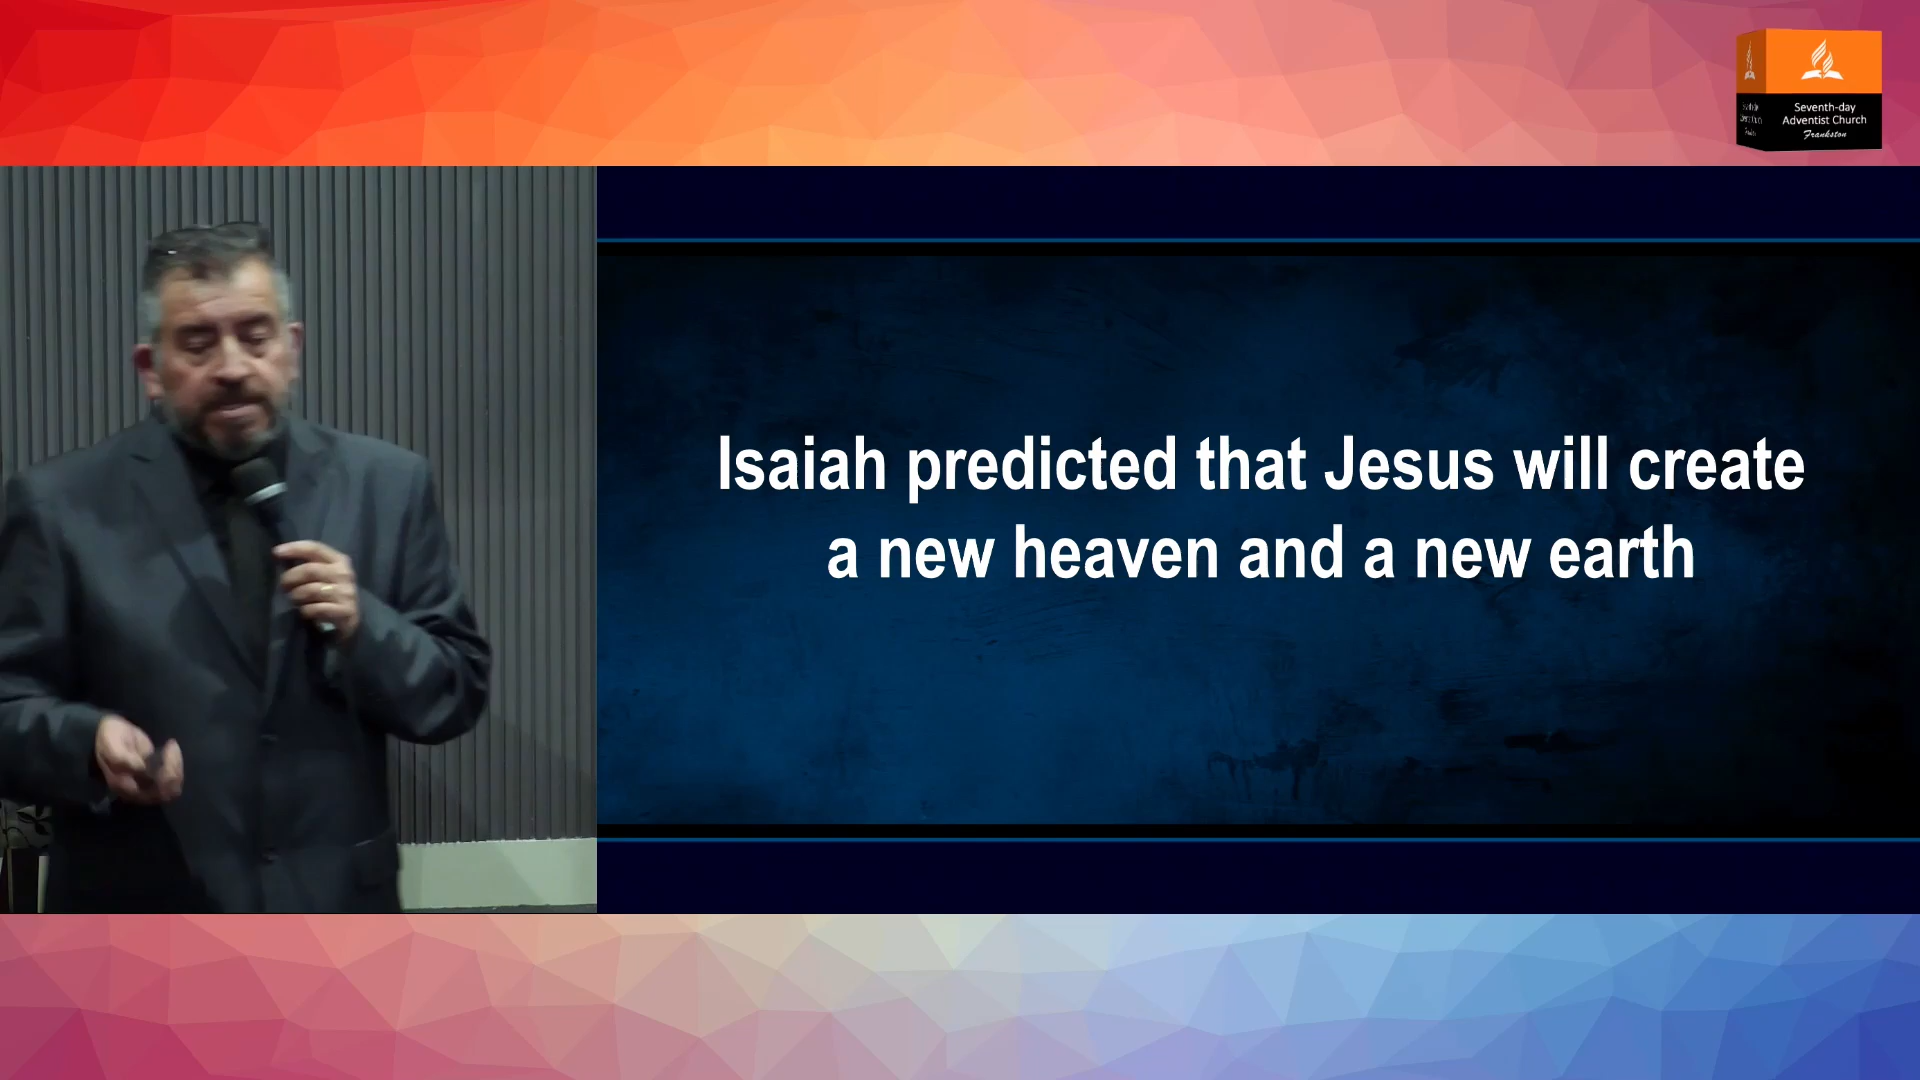 Seventh-day
Adventist Church
Frankston
Isaiah predicted that Jesus will create
a new heaven and a new earth